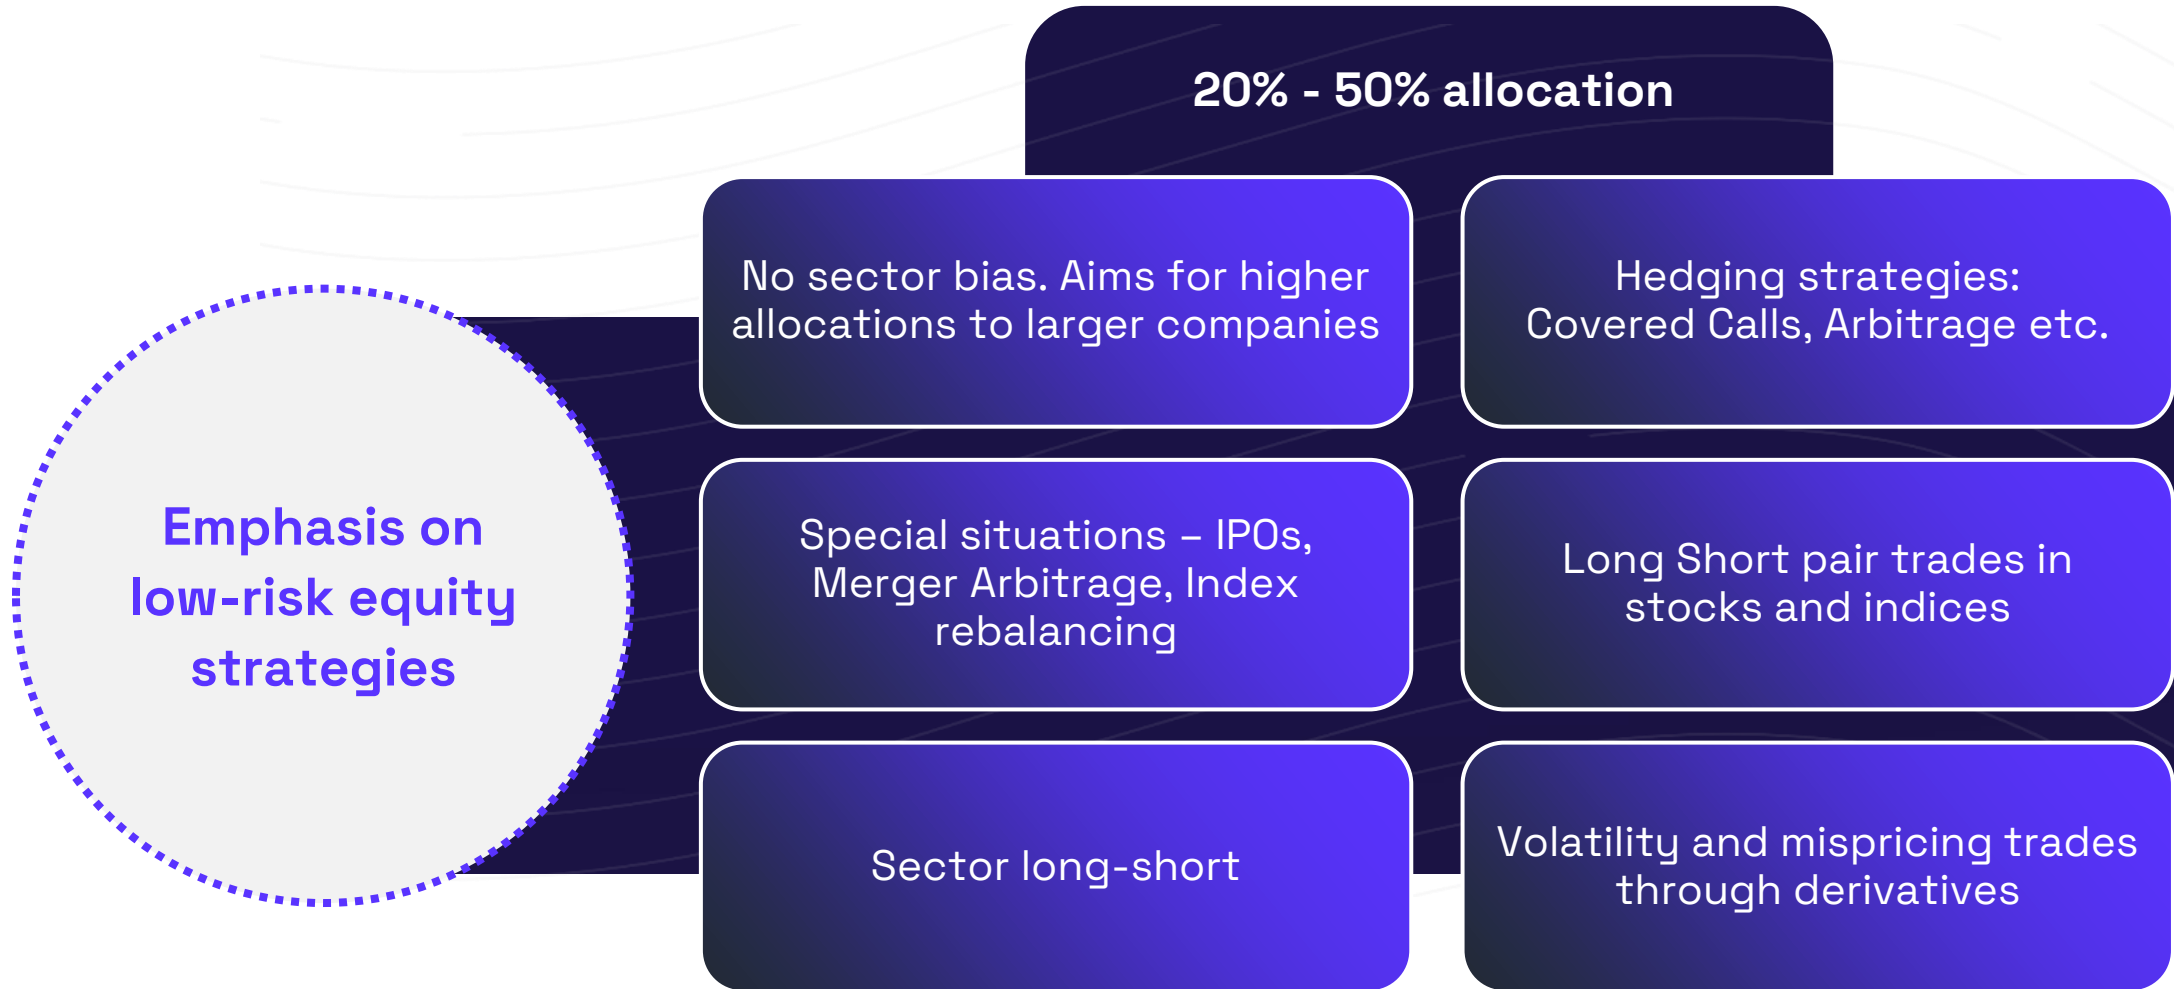 20% - 50% allocation
Emphasis on
low-risk equity
strategies
No sector bias. Aims for higher
allocations to larger companies
Hedging strategies:
Covered Calls, Arbitrage etc.
Special situations – IPOs,
Merger Arbitrage, Index
rebalancing
Long Short pair trades in
stocks and indices
Sector long-short
Volatility and mispricing trades
through derivatives